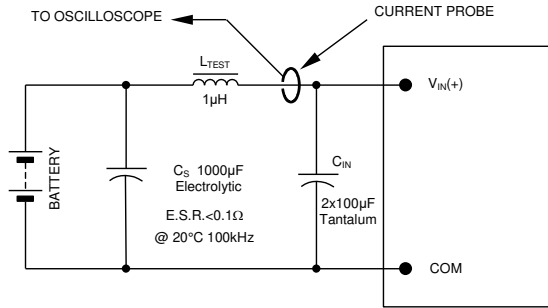 TO OSCILLOSCOPE
CURRENT PROBE
LTEST
1μH
VIN(+)
BATTERY
CS 1000μF
Electrolytic
E.S.R.<0.1Ω
@ 20°C 100kHz
CIN
2x100μF
Tantalum
COM